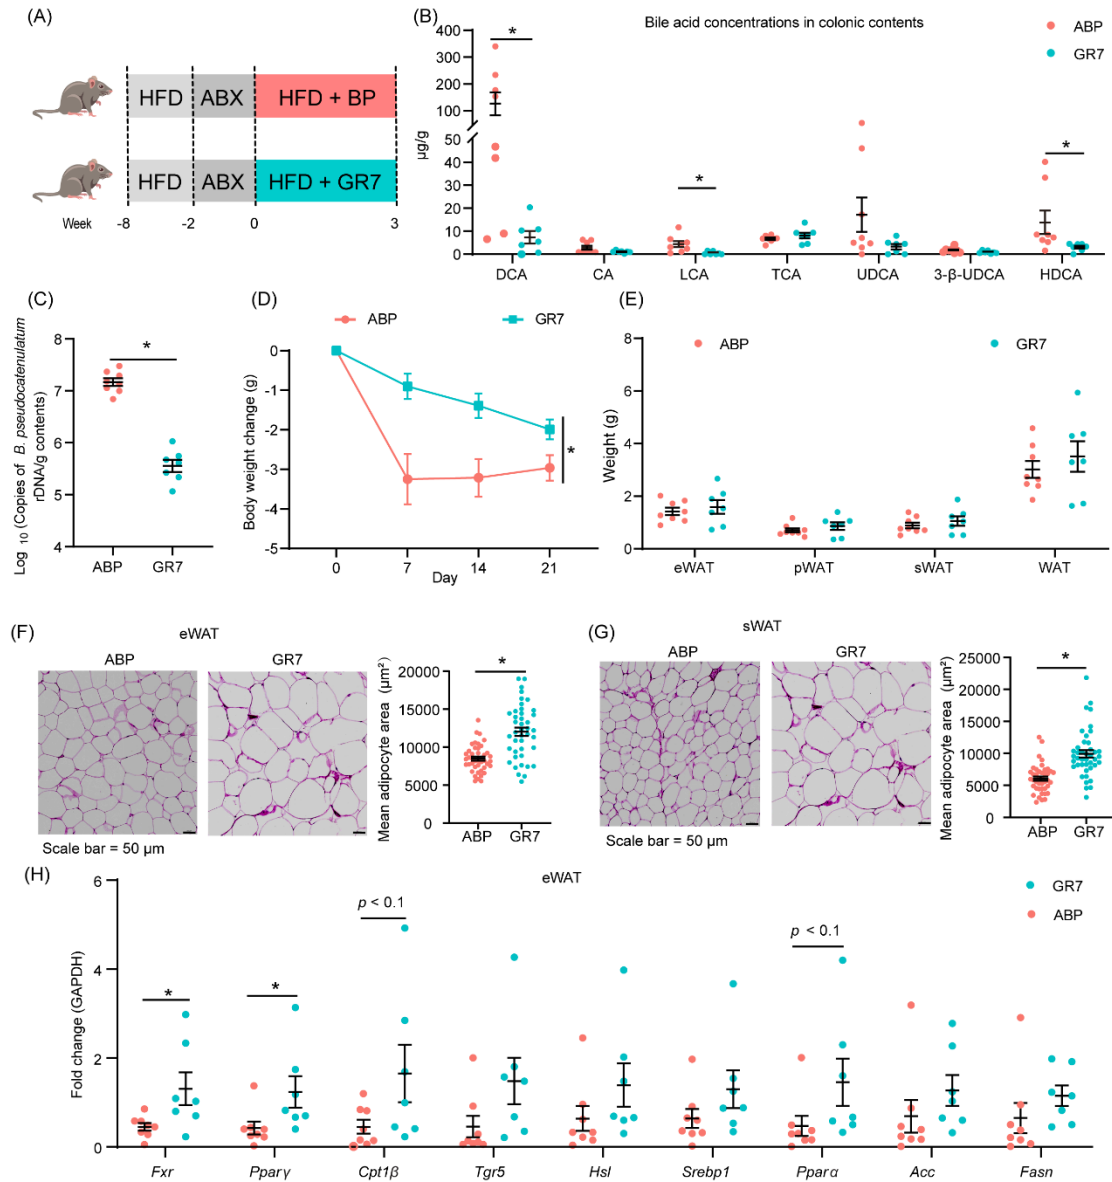 (A)
HFD
ABX
HFD + BP
HFD
ABX
HFD + GR7
Week
-8
-2
0
3
(B)
Bile acid concentrations in colonic contents
ABP
GR7
μg/g
400
300
200
100
50
40
30
20
10
0
*
*
*
DCA
CA
LCA
TCA
UDCA
3-β-UDCA
HDCA
(C)
Log 10 (Copies of B. pseudocatenulatum
rDNA/g contents)
8
7
6
5
4
*
ABP
GR7
(D)
ABP
GR7
Body weight change (g)
0
-1
-2
-3
-4
-5
*
0
7
14
21
Day
(E)
ABP
GR7
Weight (g)
8
6
4
2
0
eWAT
pWAT
sWAT
WAT
(F)
eWAT
ABP
GR7
Scale bar = 50 μm
Mean adipocyte area (μm²)
20000
15000
10000
5000
0
*
ABP
GR7
(G)
sWAT
ABP
GR7
Scale bar = 50 μm
Mean adipocyte area (μm²)
25000
20000
15000
10000
5000
0
*
ABP
GR7
(H)
eWAT
GR7
ABP
Fold change (GAPDH)
6
4
2
0
*
*
p < 0.1
p < 0.1
Fxr
Pparγ
Cpt1β
Tgr5
Hsl
Srebp1
Pparα
Acc
Fasn